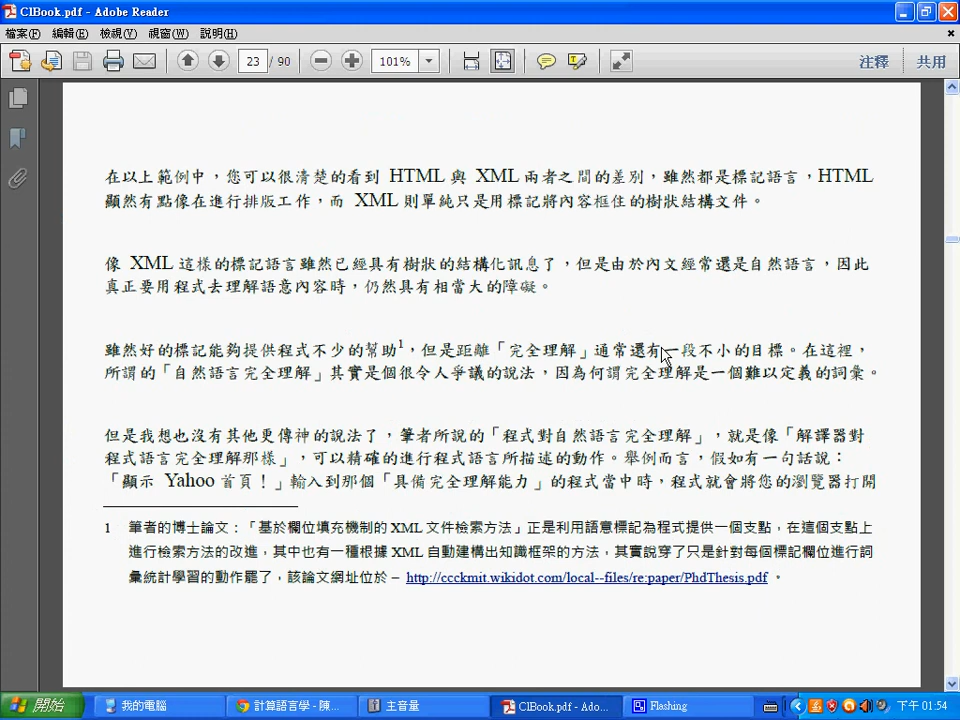 ClBook.pdf - Adobe Reader
檔案(F) 編輯(E) 檢視(V) 視窗(W) 說明(H)
23 / 90 101% 注釋 共用
在以上範例中，您可以很清楚的看到 HTML 與 XML 兩者之間的差別，雖然都是標記語言，HTML
顯然有點像在進行排版工作，而 XML 則單純只是用標記將內容框住的樹狀結構文件。
像 XML 這樣的標記語言雖然已經具有樹狀的結構化訊息了，但是由於內文經常還是自然語言，因此
真正要用程式去理解語意內容時，仍然具有相當大的障礙。
雖然好的標記能夠提供程式不少的幫助1，但是距離「完全理解」通常還有一段不小的目標。在這裡，
所謂的「自然語言完全理解」其實是個很令人爭議的說法，因為何謂完全理解是一個難以定義的詞彙。
但是我想也沒有其他更傳神的說法了，筆者所說的「程式對自然語言完全理解」，就是像「解譯器對
程式語言完全理解那樣」，可以精確的進行程式語言所描述的動作。舉例而言，假如有一句話說：
「顯示 Yahoo 首頁！」輸入到那個「具備完全理解能力」的程式當中時，程式就會將您的瀏覽器打開
1 筆者的博士論文：「基於欄位填充機制的 XML 文件檢索方法」正是利用語意標記為程式提供一個支點，在這個支點上
進行檢索方法的改進，其中也有一種根據 XML 自動建構出知識框架的方法，其實說穿了只是針對每個標記欄位進行詞
彙統計學習的動作罷了，該論文網址位於－ http://ccckmit.wikidot.com/local--files/re:paper/PhdThesis.pdf 。
開始 我的電腦 計算語言學 - 陳... 主音量 ClBook.pdf - Ado... Flashing 下午 01:54